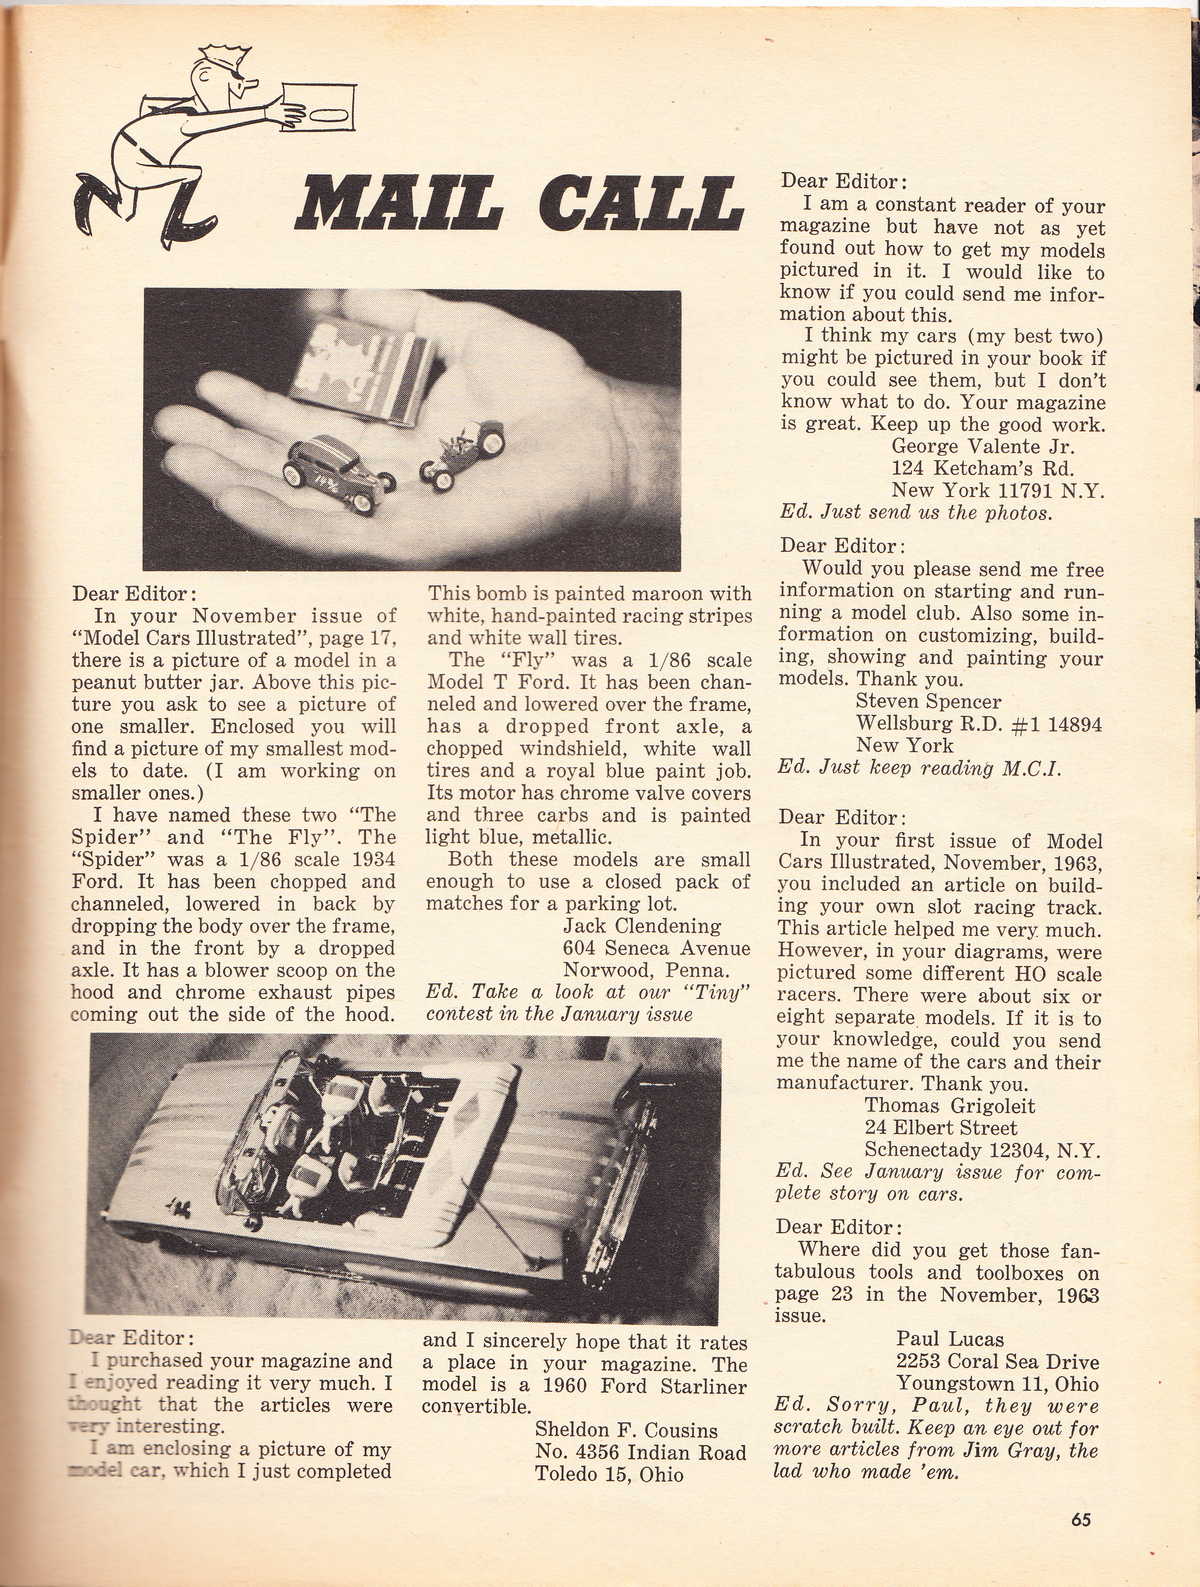 MAIL CALL
14%
Dear Editor:
In your November issue of
“Model Cars Illustrated”, page 17,
there is a picture of a model in a
peanut butter jar. Above this pic-
ture you ask to see a picture of
one smaller. Enclosed you will
find a picture of my smallest mod-
els to date. (I am working on
smaller ones.)
I have named these two “The
Spider” and “The Fly”. The
“Spider” was a 1/86 scale 1934
Ford. It has been chopped and
channeled, lowered in back by
dropping the body over the frame,
and in the front by a dropped
axle. It has a blower scoop on the
hood and chrome exhaust pipes
coming out the side of the hood.
This bomb is painted maroon with
white, hand-painted racing stripes
and white wall tires.
The “Fly” was a 1/86 scale
Model T Ford. It has been chan-
neled and lowered over the frame,
has a dropped front axle, a
chopped windshield, white wall
tires and a royal blue paint job.
Its motor has chrome valve covers
and three carbs and is painted
light blue, metallic.
Both these models are small
enough to use a closed pack of
matches for a parking lot.
Jack Clendening
604 Seneca Avenue
Norwood, Penna.
Ed. Take a look at our “Tiny”
contest in the January issue
Dear Editor:
I purchased your magazine and
I enjoyed reading it very much. I
thought that the articles were
very interesting.
I am enclosing a picture of my
model car, which I just completed
and I sincerely hope that it rates
a place in your magazine. The
model is a 1960 Ford Starliner
convertible.
Sheldon F. Cousins
No. 4356 Indian Road
Toledo 15, Ohio
Dear Editor:
I am a constant reader of your
magazine but have not as yet
found out how to get my models
pictured in it. I would like to
know if you could send me infor-
mation about this.
I think my cars (my best two)
might be pictured in your book if
you could see them, but I don’t
know what to do. Your magazine
is great. Keep up the good work.
George Valente Jr.
124 Ketcham’s Rd.
New York 11791 N.Y.
Ed. Just send us the photos.
Dear Editor:
Would you please send me free
information on starting and run-
ning a model club. Also some in-
formation on customizing, build-
ing, showing and painting your
models. Thank you.
Steven Spencer
Wellsburg R.D. #1 14894
New York
Ed. Just keep reading M.C.I.
Dear Editor:
In your first issue of Model
Cars Illustrated, November, 1963,
you included an article on build-
ing your own slot racing track.
This article helped me very much.
However, in your diagrams, were
pictured some different HO scale
racers. There were about six or
eight separate models. If it is to
your knowledge, could you send
me the name of the cars and their
manufacturer. Thank you.
Thomas Grigoleit
24 Elbert Street
Schenectady 12304, N.Y.
Ed. See January issue for com-
plete story on cars.
Dear Editor:
Where did you get those fan-
tabulous tools and toolboxes on
page 23 in the November, 1963
issue.
Paul Lucas
2253 Coral Sea Drive
Youngstown 11, Ohio
Ed. Sorry, Paul, they were
scratch built. Keep an eye out for
more articles from Jim Gray, the
lad who made ’em.
65